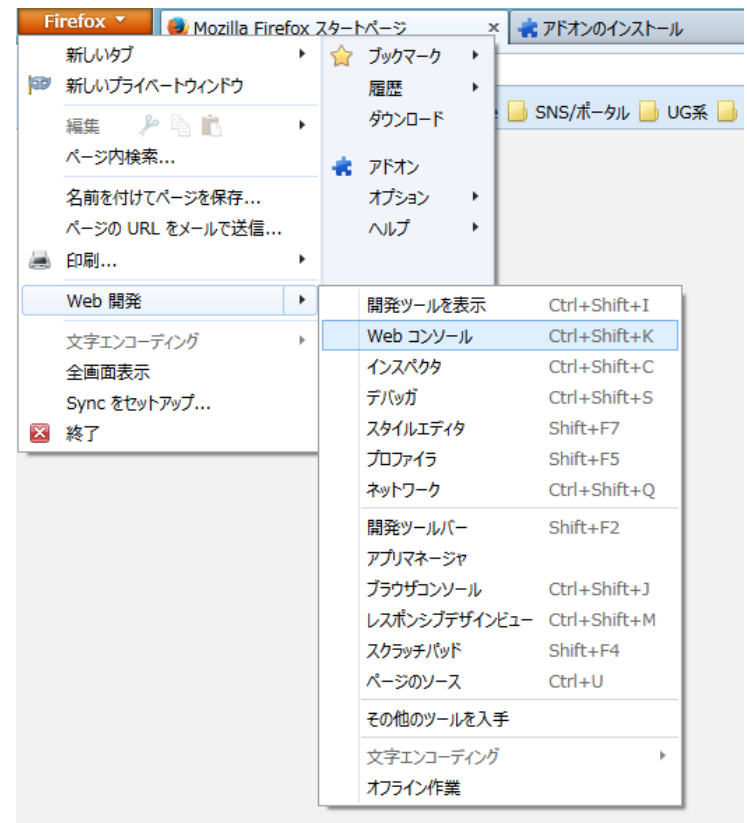 Firefox
Mozilla Firefox スタートページ
×
アドオンのインストール
SNS/ポータル
UG系
新しいタブ
新しいプライベートウィンドウ
編集
ページ内検索...
名前を付けてページを保存...
ページの URL をメールで送信...
印刷...
Web 開発
文字エンコーディング
全画面表示
Sync をセットアップ...
終了
ブックマーク
履歴
ダウンロード
アドオン
オプション
ヘルプ
開発ツールを表示 Ctrl+Shift+I
Web コンソール Ctrl+Shift+K
インスペクタ Ctrl+Shift+C
デバッガ Ctrl+Shift+S
スタイルエディタ Shift+F7
プロファイラ Shift+F5
ネットワーク Ctrl+Shift+Q
開発ツールバー Shift+F2
アプリマネージャ
ブラウザコンソール Ctrl+Shift+J
レスポンシブデザインビュー Ctrl+Shift+M
スクラッチパッド Shift+F4
ページのソース Ctrl+U
その他のツールを入手
文字エンコーディング
オフライン作業